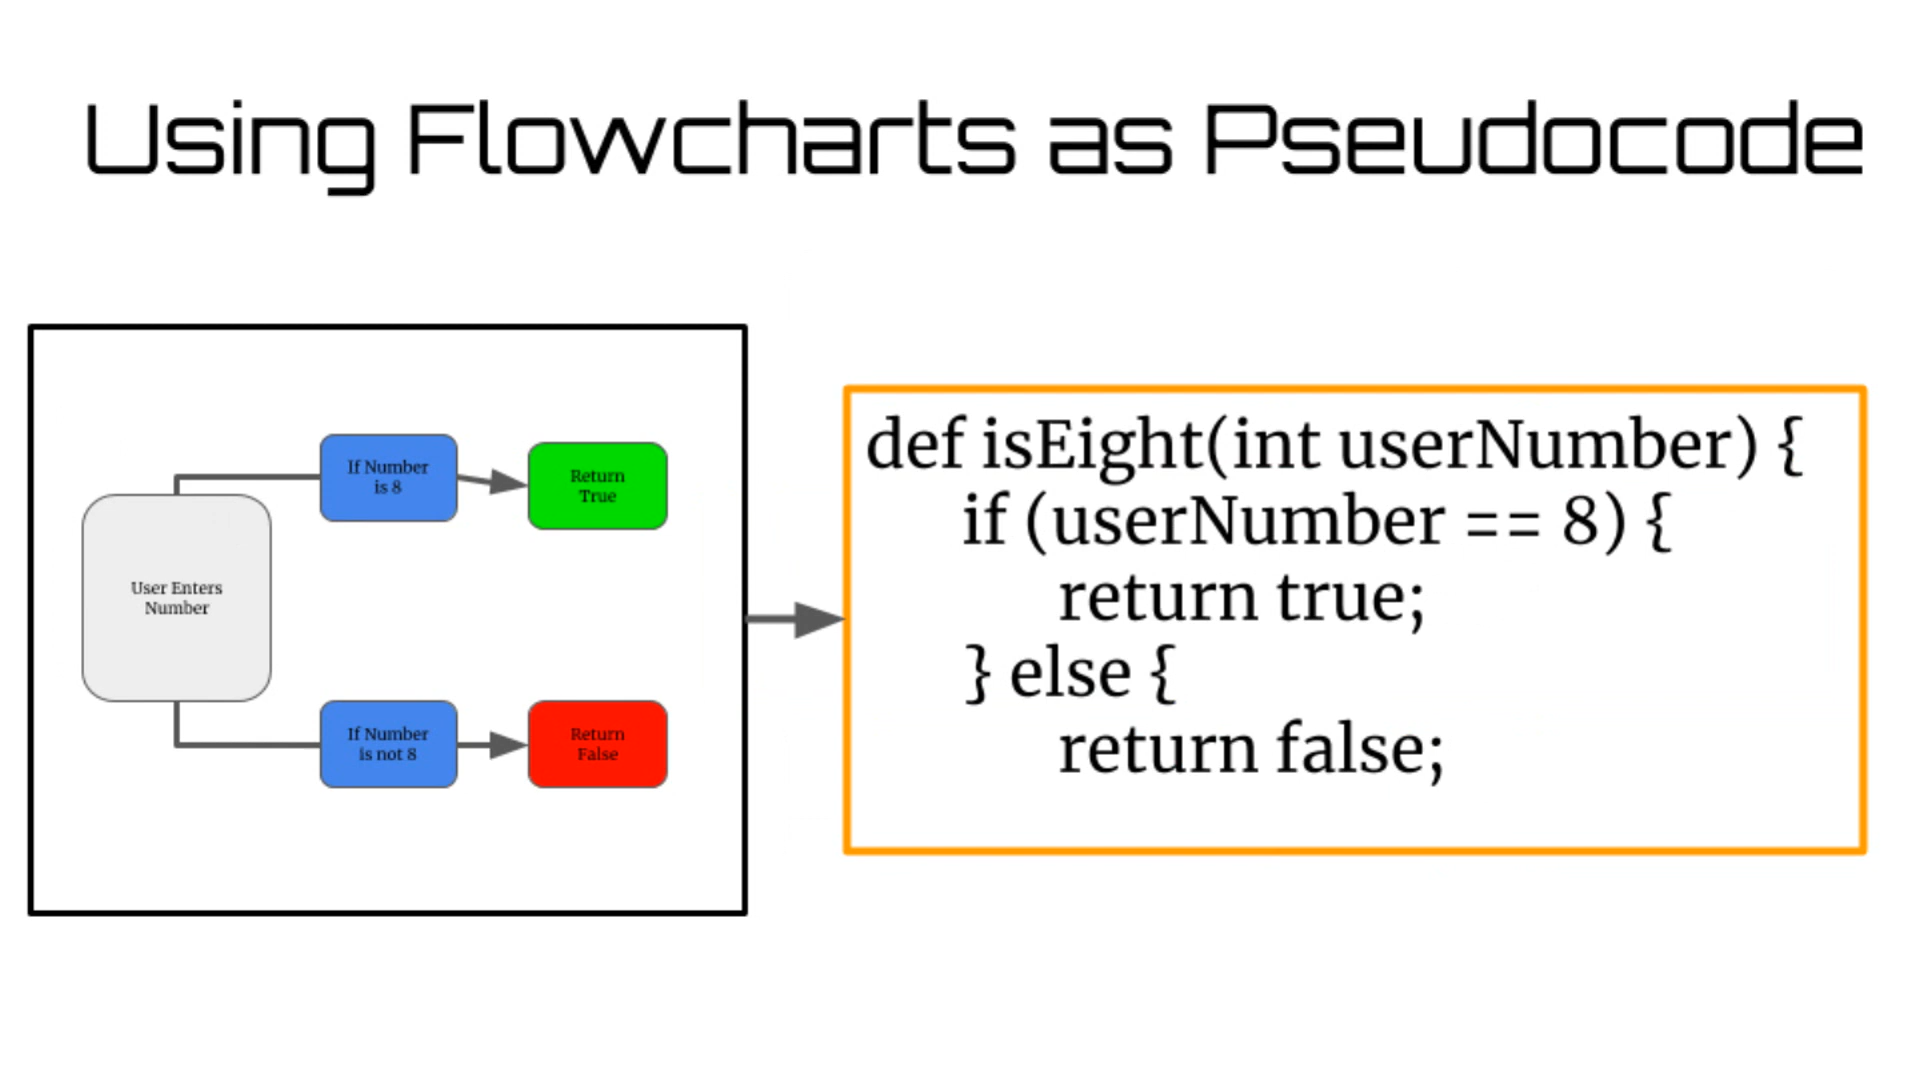 Using Flowcharts as Pseudocode
If Number
is 8
Return
True
User Enters
Number
If Number
is not 8
Return
False
def isEight(int userNumber) {
if (userNumber == 8) {
return true;
} else {
return false;